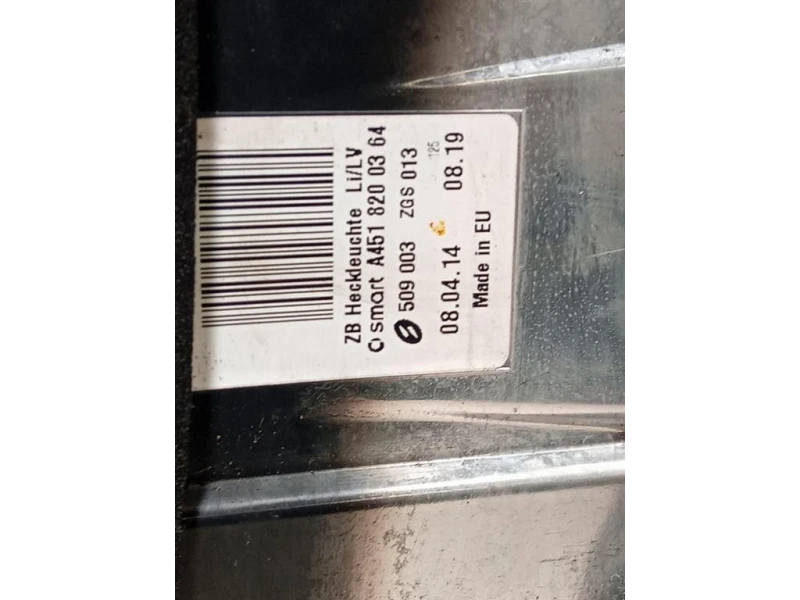 ZB Heckleuchte Li/LV
smart A451 820 03 64
509 003 ZGS 013
125
08.04.14 08.19
Made in EU